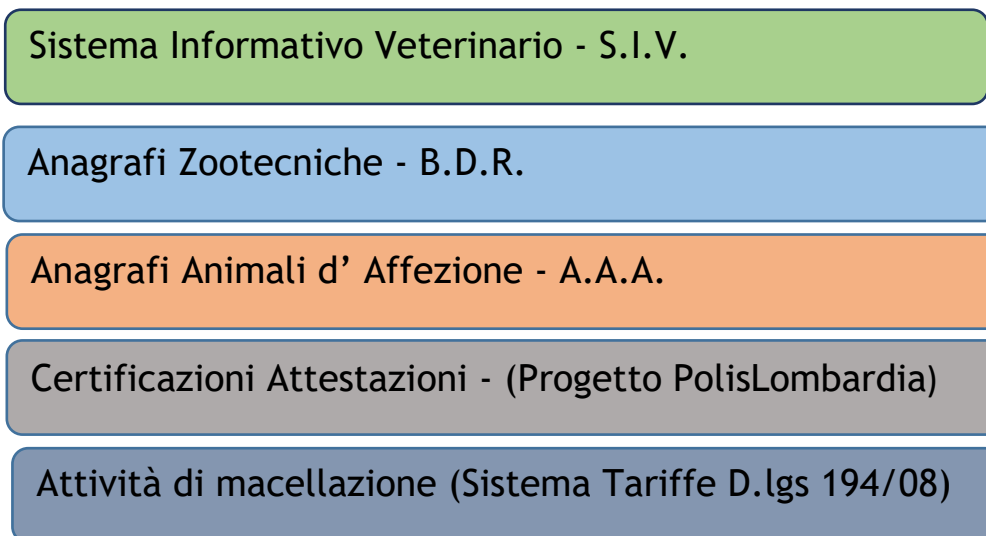 Sistema Informativo Veterinario - S.I.V.
Anagrafi Zootecniche - B.D.R.
Anagrafi Animali d’ Affezione - A.A.A.
Certificazioni Attestazioni - (Progetto PolisLombardia)
Attività di macellazione (Sistema Tariffe D.lgs 194/08)